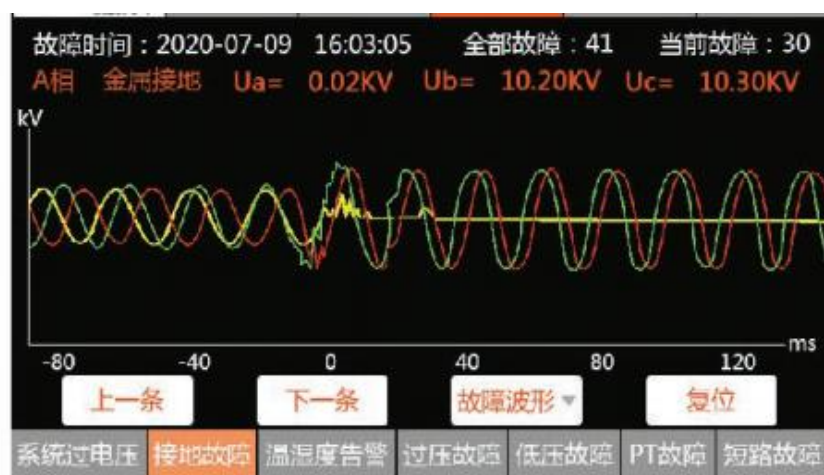 故障时间：2020-07-09 16:03:05 全部故障：41 当前故障：30
A相 金属接地 Ua= 0.02KV Ub= 10.20KV Uc= 10.30KV
kV
ms
-80 -40 0 40 80 120
上一条 下一条 故障波形 复位
系统过电压 接地故障 温湿度告警 过压故障 低压故障 PT故障 短路故障